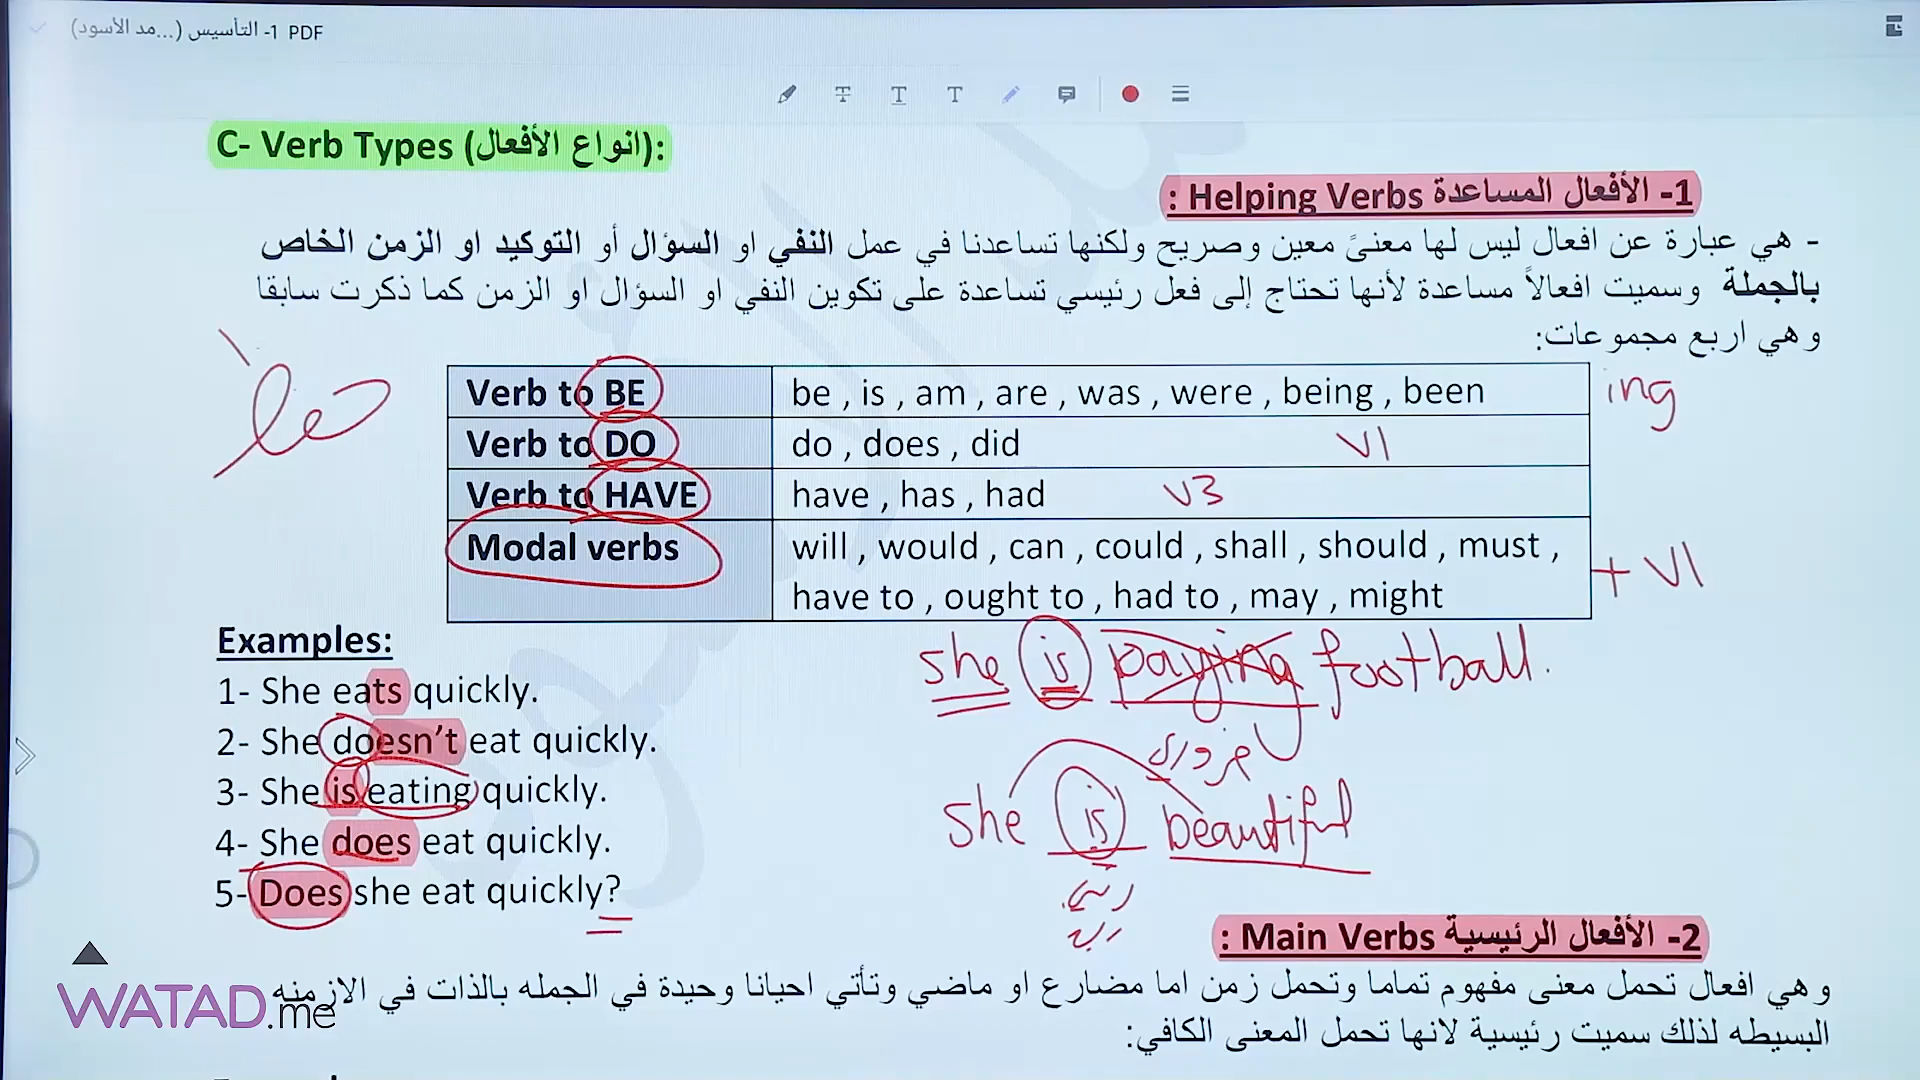 1- التأسيس (...مد الأسود) PDF
C- Verb Types (انواع الأفعال):
1- الأفعال المساعدة Helping Verbs :
- هي عبارة عن افعال ليس لها معنىً معين وصريح ولكنها تساعدنا في عمل النفي او السؤال أو التوكيد او الزمن الخاص
بالجملة وسميت افعالاً مساعدة لأنها تحتاج إلى فعل رئيسي تساعدة على تكوين النفي او السؤال او الزمن كما ذكرت سابقا
وهي اربع مجموعات:
Verb to BE be , is , am , are , was , were , being , been ing
Verb to DO do , does , did V1
Verb to HAVE have , has , had V3
Modal verbs will , would , can , could , shall , should , must ,
have to , ought to , had to , may , might + V1
Examples:
she is paying football.
1- She eats quickly.
2- She doesn't eat quickly.
3- She is eating quickly.
she is beautiful
4- She does eat quickly.
5- Does she eat quickly?
2- الأفعال الرئيسية Main Verbs :
وهي افعال تحمل معنى مفهوم تماما وتحمل زمن اما مضارع او ماضي وتأتي احيانا وحيدة في الجمله بالذات في الازمنه
البسيطه لذلك سميت رئيسية لانها تحمل المعنى الكافي:
WATAD.me